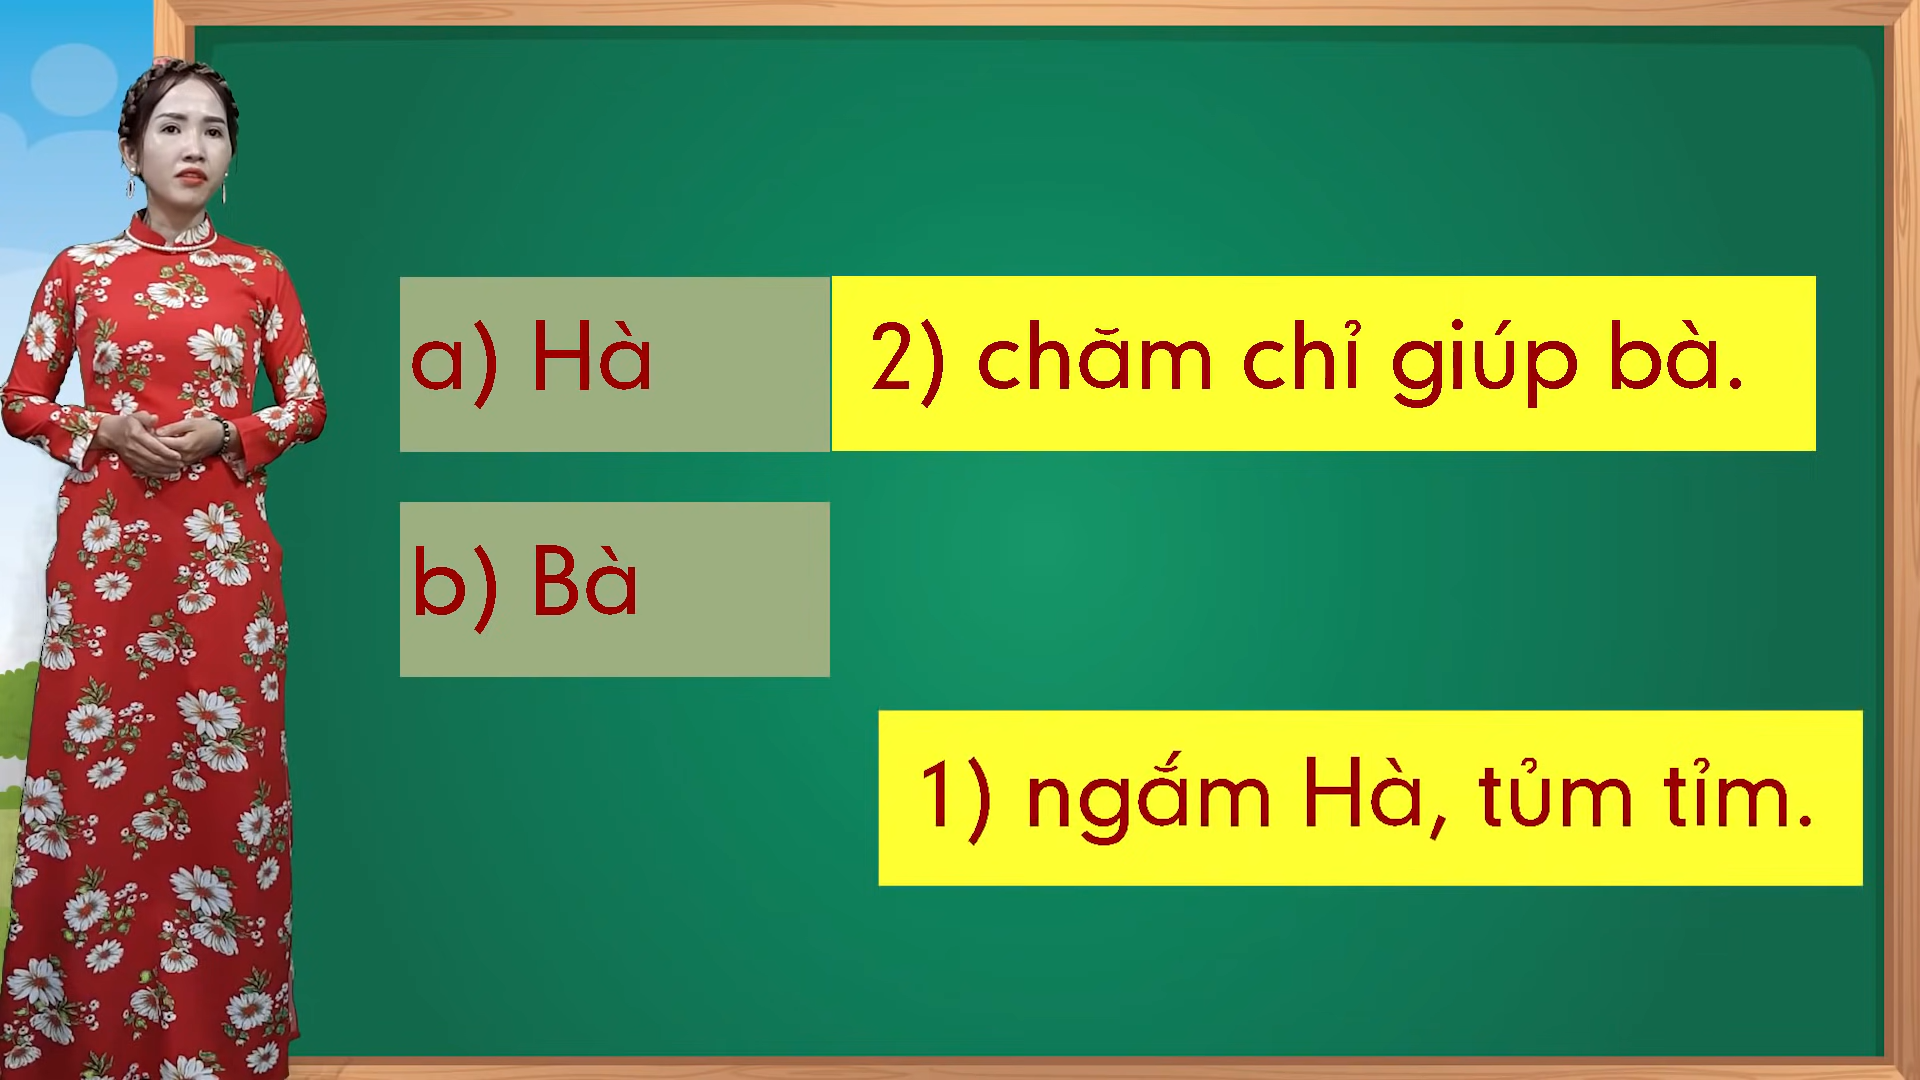 a) Hà 2) chăm chỉ giúp bà.
b) Bà
1) ngắm Hà, tủm tỉm.